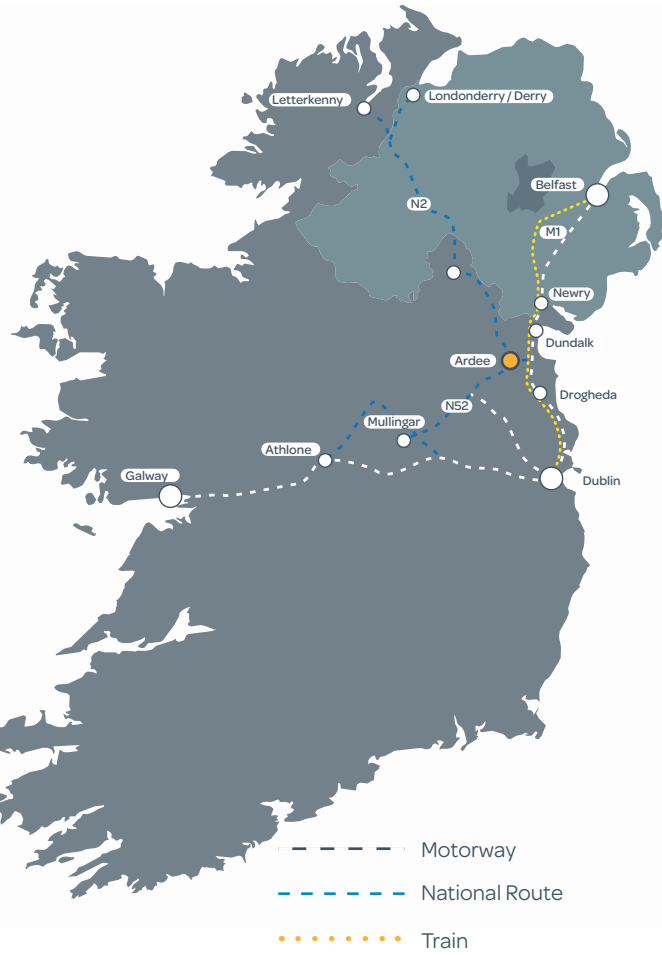 Letterkenny
Londonderry / Derry
Belfast
N2
M1
Newry
Dundalk
Ardee
Drogheda
N52
Mullingar
Athlone
Galway
Dublin
Motorway
National Route
Train